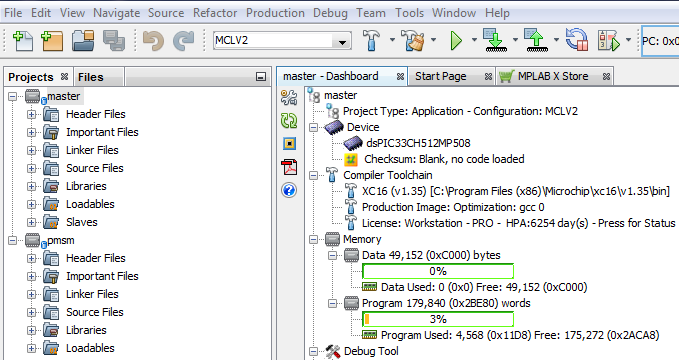 File Edit View Navigate Source Refactor Production Debug Team Tools Window Help
MCLV2
PC: 0x0
Projects Files
master
Header Files
Important Files
Linker Files
Source Files
Libraries
Loadables
Slaves
pmsm
Header Files
Important Files
Linker Files
Source Files
Libraries
Loadables
master - Dashboard Start Page MPLAB X Store
master
Project Type: Application - Configuration: MCLV2
Device
dsPIC33CH512MP508
Checksum: Blank, no code loaded
Compiler Toolchain
XC16 (v1.35) [C:\Program Files (x86)\Microchip\xc16\v1.35\bin]
Production Image: Optimization: gcc 0
License: Workstation - PRO - HPA:6254 day(s) - Press for Status
Memory
Data 49,152 (0xC000) bytes
0%
Data Used: 0 (0x0) Free: 49,152 (0xC000)
Program 179,840 (0x2BE80) words
3%
Program Used: 4,568 (0x11D8) Free: 175,272 (0x2ACA8)
Debug Tool